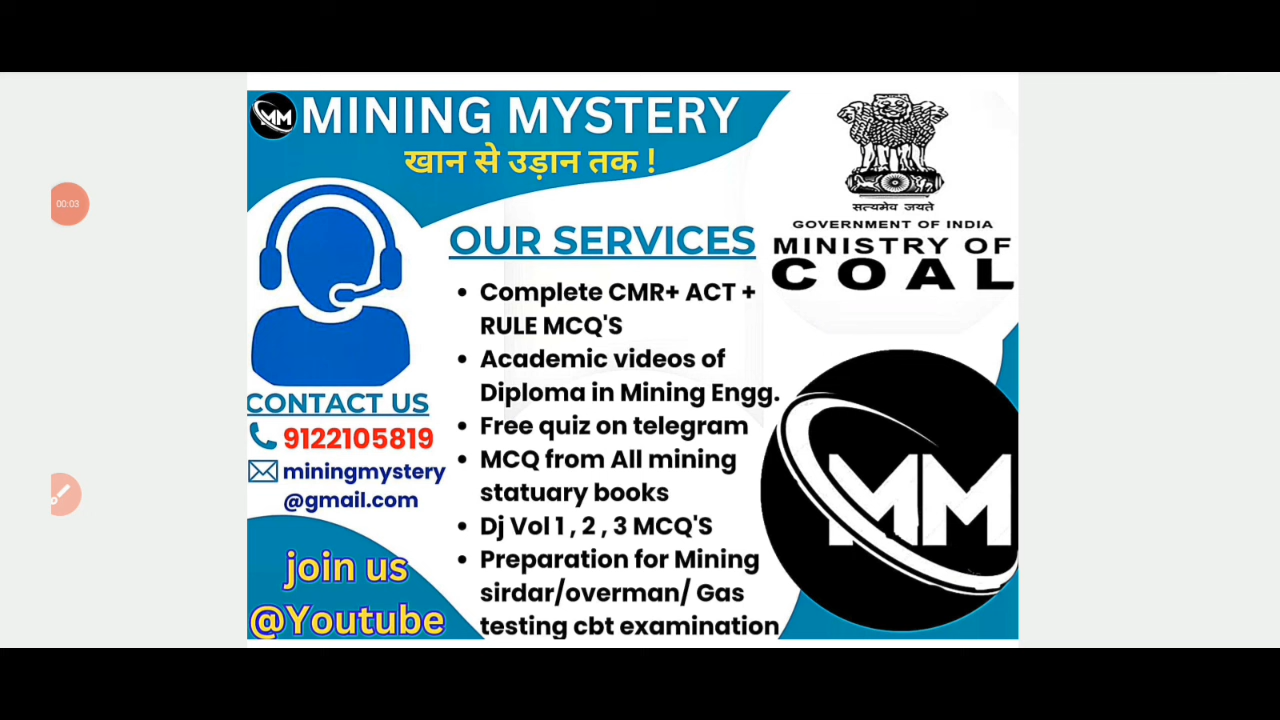 MM MINING MYSTERY
खान से उड़ान तक !
00:03
सत्यमेव जयते
GOVERNMENT OF INDIA
MINISTRY OF
COAL
OUR SERVICES
• Complete CMR+ ACT +
RULE MCQ'S
• Academic videos of
Diploma in Mining Engg.
• Free quiz on telegram
• MCQ from All mining
statuary books
• Dj Vol 1 , 2 , 3 MCQ'S
• Preparation for Mining
sirdar/overman/ Gas
testing cbt examination
CONTACT US
9122105819
miningmystery
@gmail.com
join us
@Youtube
MM